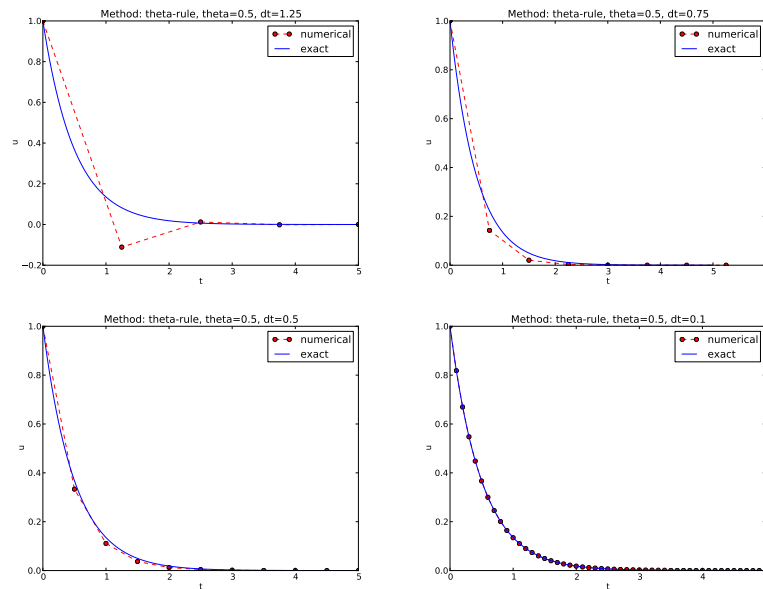 Method: theta-rule, theta=0.5, dt=1.25
1.0
0.8
0.6
0.4
0.2
0.0
−0.2
u
numerical
exact
0 1 2 3 4 5
t
Method: theta-rule, theta=0.5, dt=0.75
1.0
0.8
0.6
0.4
0.2
0.0
u
numerical
exact
0 1 2 3 4 5
t
Method: theta-rule, theta=0.5, dt=0.5
1.0
0.8
0.6
0.4
0.2
0.0
u
numerical
exact
0 1 2 3 4 5
t
Method: theta-rule, theta=0.5, dt=0.1
1.0
0.8
0.6
0.4
0.2
0.0
u
numerical
exact
0 1 2 3 4
t